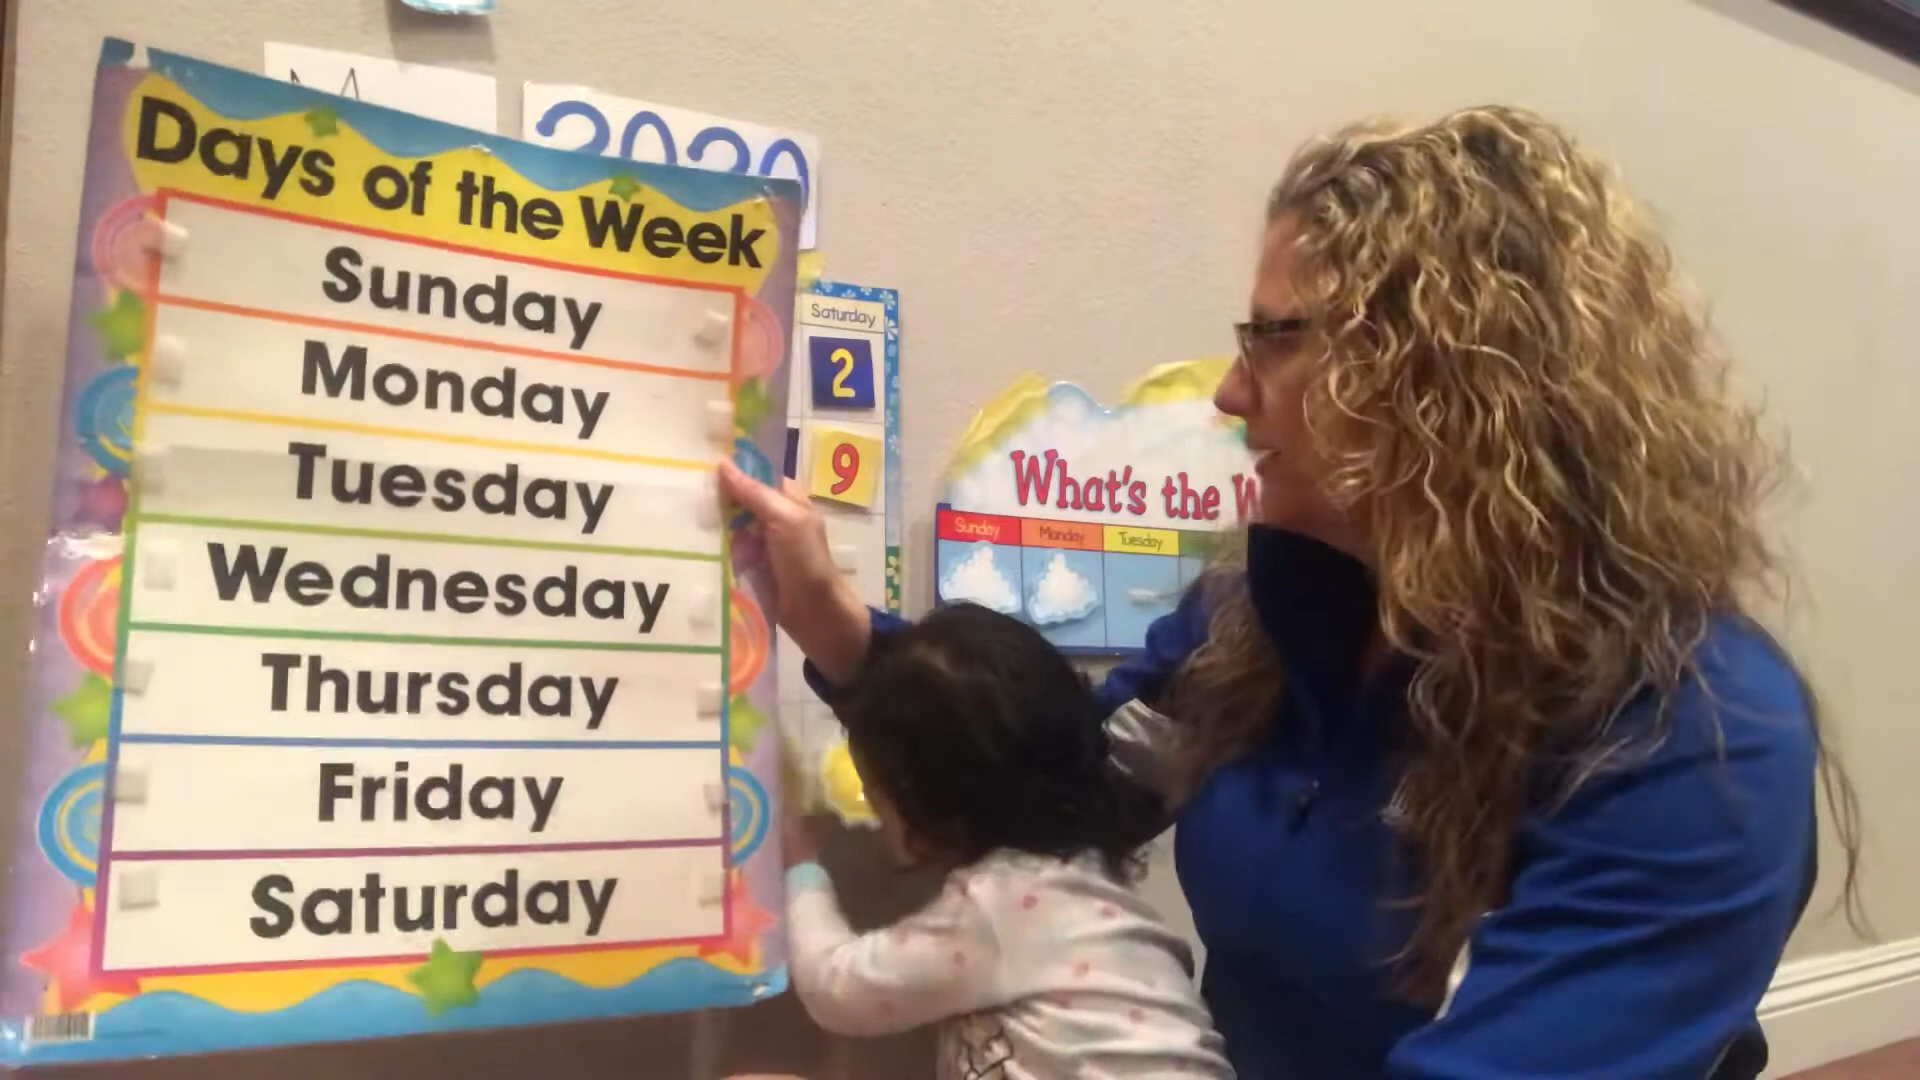 2020
Days of the Week
Sunday
Monday
Tuesday
Wednesday
Thursday
Friday
Saturday
Saturday
2
9
What's the
Sunday
Monday
Tuesday